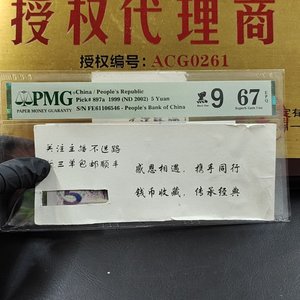 授权代理商
授权编号：ACG0261
PMG
PAPER MONEY GUARANTY
China / People's Republic
Pick# 897a 1999 (ND 2002) 5 Yuan
S/N FE61106546 - People's Bank of China
9
67 EPQ
Superb Gem Unc
关注主播不迷路
三单包邮顺丰
感恩相遇，携手同行
钱币收藏，传承经典